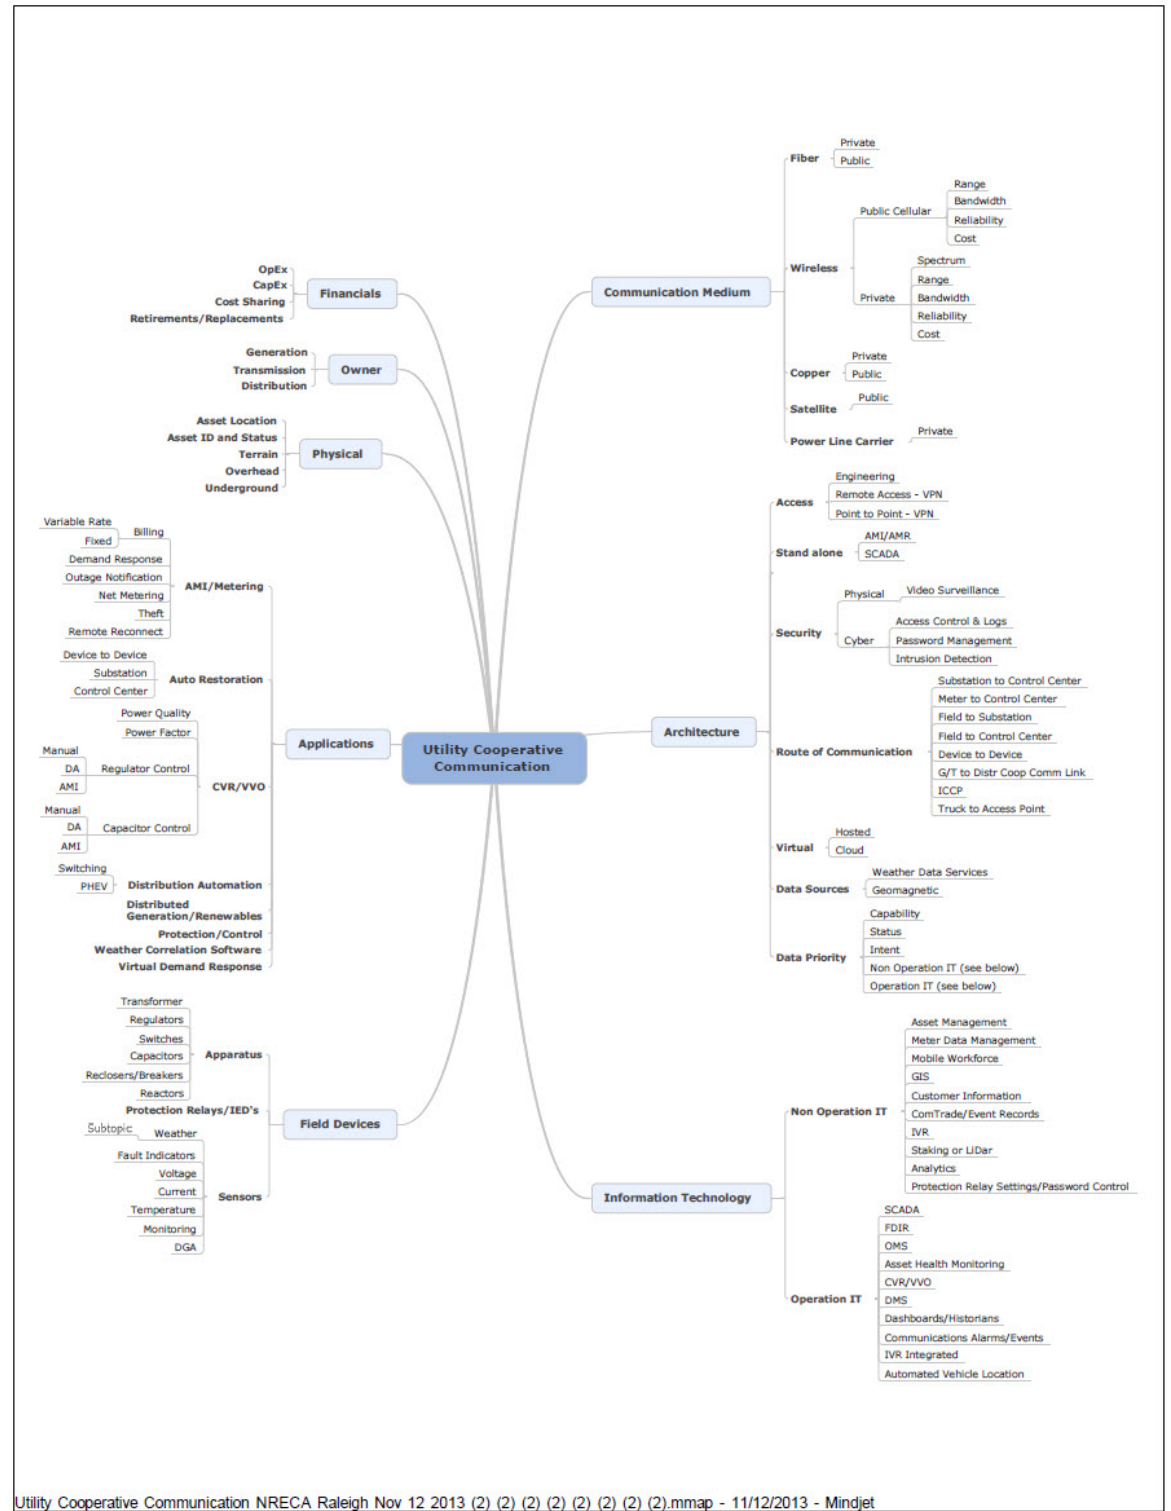 Utility Cooperative
Communication
Communication Medium
Fiber
Private
Public
Wireless
Public Cellular
Range
Bandwidth
Reliability
Cost
Private
Spectrum
Range
Bandwidth
Reliability
Cost
Copper
Private
Public
Satellite
Public
Power Line Carrier
Private
Architecture
Access
Engineering
Remote Access - VPN
Point to Point - VPN
Stand alone
AMI/AMR
SCADA
Security
Physical
Video Surveillance
Cyber
Access Control & Logs
Password Management
Intrusion Detection
Route of Communication
Substation to Control Center
Meter to Control Center
Field to Substation
Field to Control Center
Device to Device
G/T to Distr Coop Comm Link
ICCP
Truck to Access Point
Virtual
Hosted
Cloud
Data Sources
Weather Data Services
Geomagnetic
Data Priority
Capability
Status
Intent
Non Operation IT (see below)
Operation IT (see below)
Information Technology
Non Operation IT
Asset Management
Meter Data Management
Mobile Workforce
GIS
Customer Information
ComTrade/Event Records
IVR
Staking or LiDar
Analytics
Protection Relay Settings/Password Control
Operation IT
SCADA
FDIR
OMS
Asset Health Monitoring
CVR/VVO
DMS
Dashboards/Historians
Communications Alarms/Events
IVR Integrated
Automated Vehicle Location
Financials
OpEx
CapEx
Cost Sharing
Retirements/Replacements
Owner
Generation
Transmission
Distribution
Physical
Asset Location
Asset ID and Status
Terrain
Overhead
Underground
Applications
AMI/Metering
Billing
Variable Rate
Fixed
Demand Response
Outage Notification
Net Metering
Theft
Remote Reconnect
Auto Restoration
Device to Device
Substation
Control Center
CVR/VVO
Power Quality
Power Factor
Regulator Control
Manual
DA
AMI
Capacitor Control
Manual
DA
AMI
Distribution Automation
Switching
PHEV
Distributed
Generation/Renewables
Protection/Control
Weather Correlation Software
Virtual Demand Response
Field Devices
Apparatus
Transformer
Regulators
Switches
Capacitors
Reclosers/Breakers
Reactors
Protection Relays/IED's
Sensors
Weather
Subtopic
Fault Indicators
Voltage
Current
Temperature
Monitoring
DGA
Utility Cooperative Communication NRECA Raleigh Nov 12 2013 (2) (2) (2) (2) (2) (2) (2) (2).mmap - 11/12/2013 - Mindjet